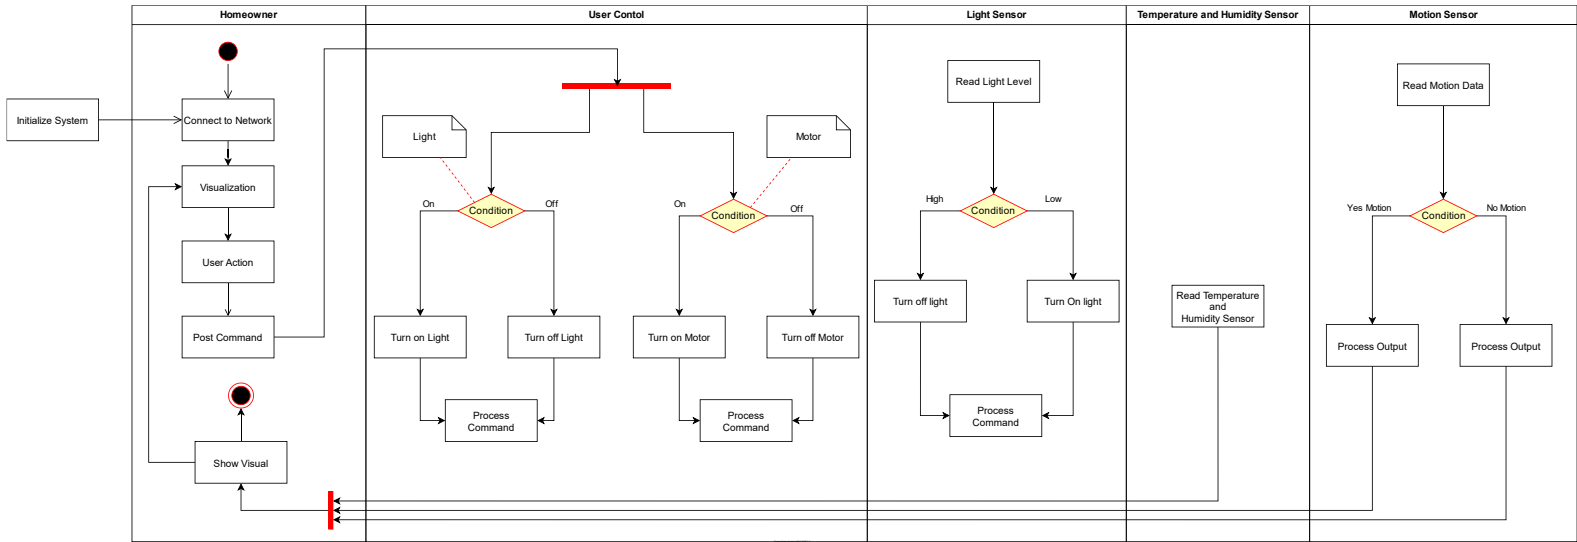 Homeowner
User Contol
Light Sensor
Temperature and Humidity Sensor
Motion Sensor
Initialize System
Connect to Network
Visualization
User Action
Post Command
Show Visual
Light
Motor
Condition
On
Off
Condition
On
Off
Turn on Light
Turn off Light
Turn on Motor
Turn off Motor
Process
Command
Process
Command
Read Light Level
Condition
High
Low
Turn off light
Turn On light
Process
Command
Read Temperature
and
Humidity Sensor
Read Motion Data
Condition
Yes Motion
No Motion
Process Output
Process Output